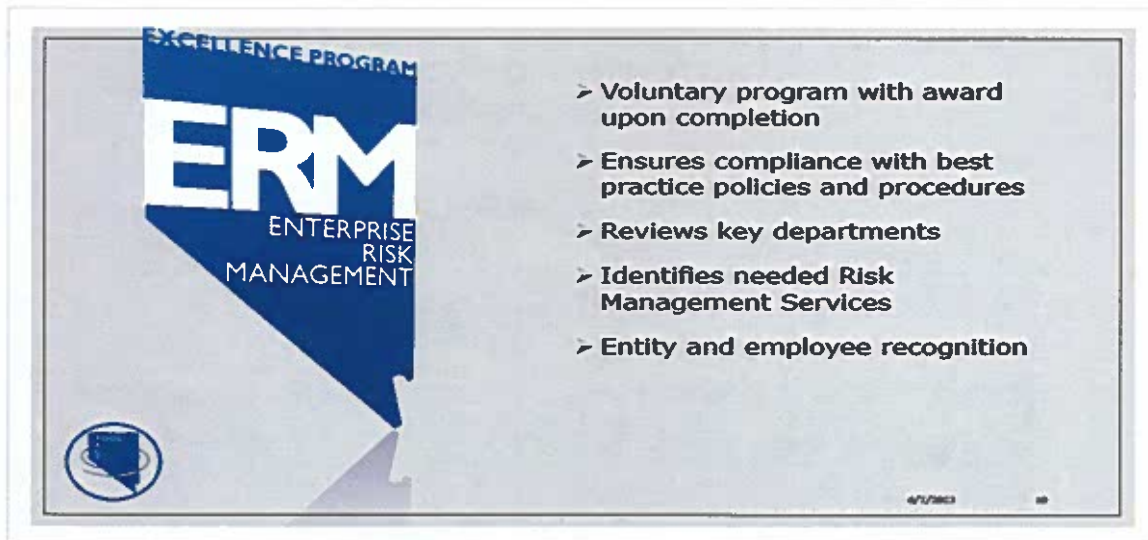 EXCELLENCE PROGRAM
ERM
ENTERPRISE
RISK
MANAGEMENT
➢ Voluntary program with award
upon completion
➢ Ensures compliance with best
practice policies and procedures
➢ Reviews key departments
➢ Identifies needed Risk
Management Services
➢ Entity and employee recognition